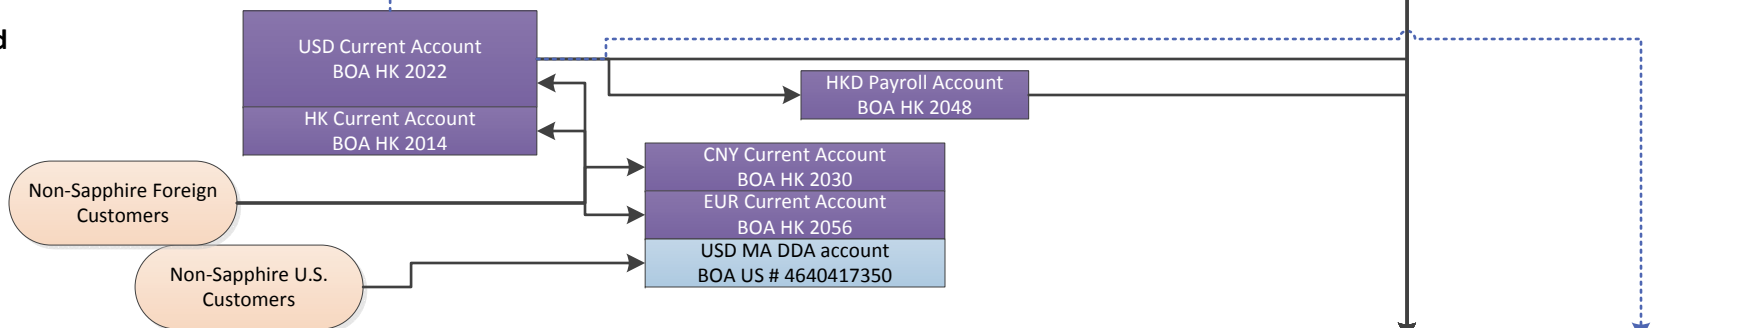 d
USD Current Account
BOA HK 2022
HKD Payroll Account
BOA HK 2048
HK Current Account
BOA HK 2014
CNY Current Account
BOA HK 2030
Non-Sapphire Foreign
Customers
EUR Current Account
BOA HK 2056
USD MA DDA account
BOA US # 4640417350
Non-Sapphire U.S.
Customers